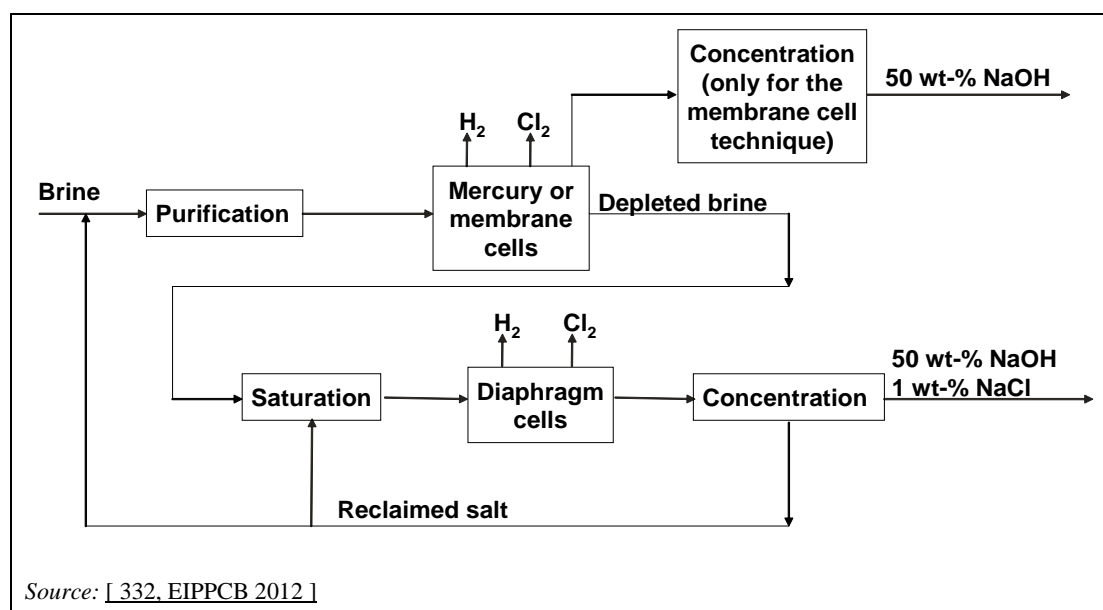 Concentration
(only for the
membrane cell
technique)
50 wt-% NaOH
H2
Cl2
Brine
Purification
Mercury or
membrane
cells
Depleted brine
H2
Cl2
50 wt-% NaOH
1 wt-% NaCl
Saturation
Diaphragm
cells
Concentration
Reclaimed salt
Source: [ 332, EIPPCB 2012 ]